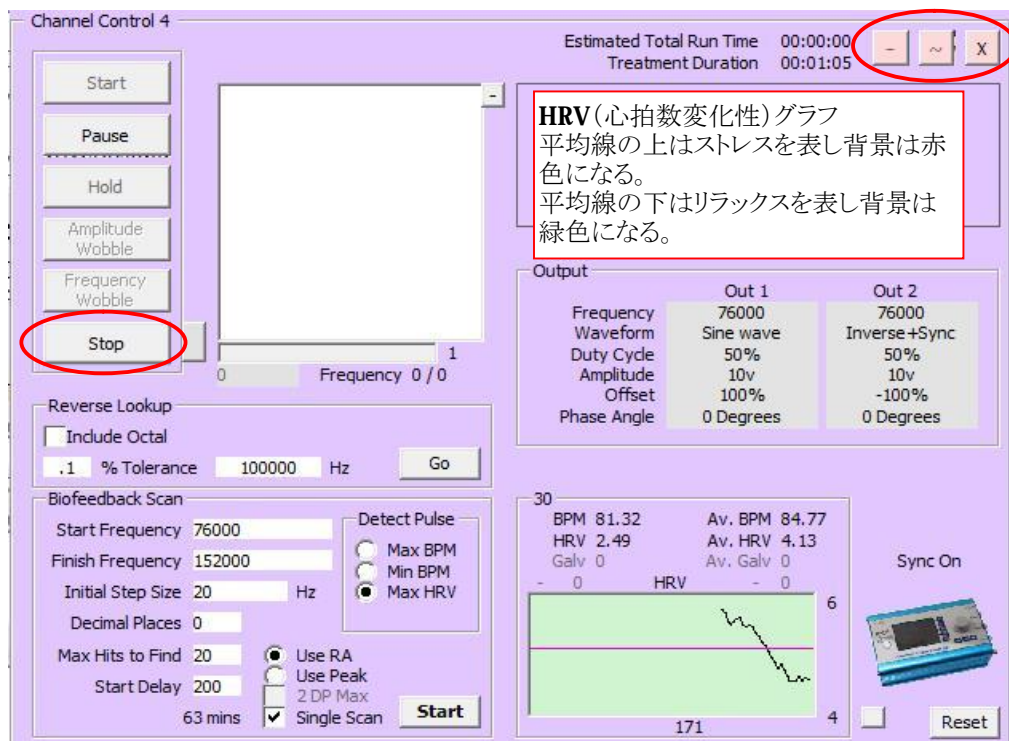 Channel Control 4
Estimated Total Run Time 00:00:00
Treatment Duration 00:01:05
- ~ X
Start
Pause
Hold
Amplitude
Wobble
Frequency
Wobble
Stop
-
1
0 Frequency 0 / 0
HRV(心拍数変化性)グラフ
平均線の上はストレスを表し背景は赤
色になる。
平均線の下はリラックスを表し背景は
緑色になる。
Output
Out 1 Out 2
Frequency 76000 76000
Waveform Sine wave Inverse+Sync
Duty Cycle 50% 50%
Amplitude 10v 10v
Offset 100% -100%
Phase Angle 0 Degrees 0 Degrees
Reverse Lookup
Include Octal
.1 % Tolerance 100000 Hz Go
Biofeedback Scan
Start Frequency 76000
Finish Frequency 152000
Initial Step Size 20 Hz
Decimal Places 0
Max Hits to Find 20
Start Delay 200
63 mins
Detect Pulse
Max BPM
Min BPM
Max HRV
Use RA
Use Peak
2 DP Max
Single Scan
Start
30
BPM 81.32 Av. BPM 84.77
HRV 2.49 Av. HRV 4.13
Galv 0 Av. Galv 0
- 0 HRV - 0
6
4
171
Sync On
Reset